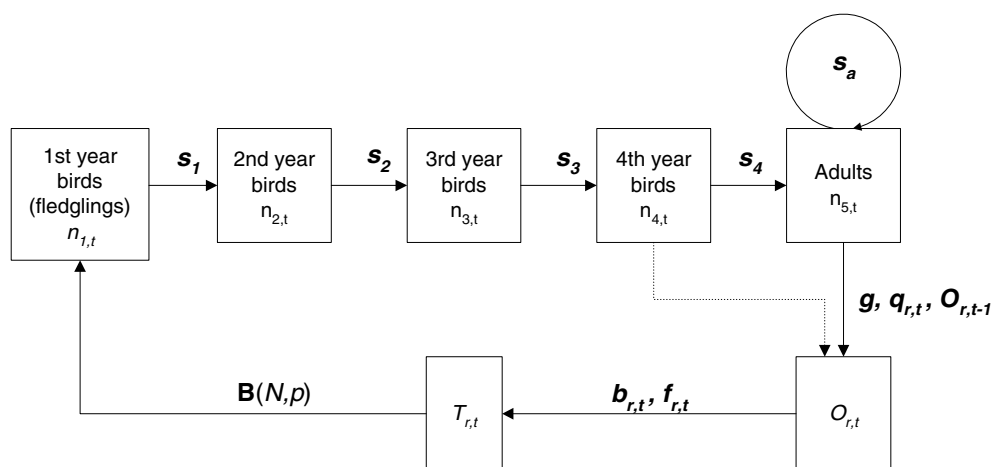 s_a
1st year
birds
(fledglings)
n_{1,t}
s_1
2nd year
birds
n_{2,t}
s_2
3rd year
birds
n_{3,t}
s_3
4th year
birds
n_{4,t}
s_4
Adults
n_{5,t}
g, q_{r,t}, O_{r,t-1}
B(N,p)
T_{r,t}
b_{r,t}, f_{r,t}
O_{r,t}